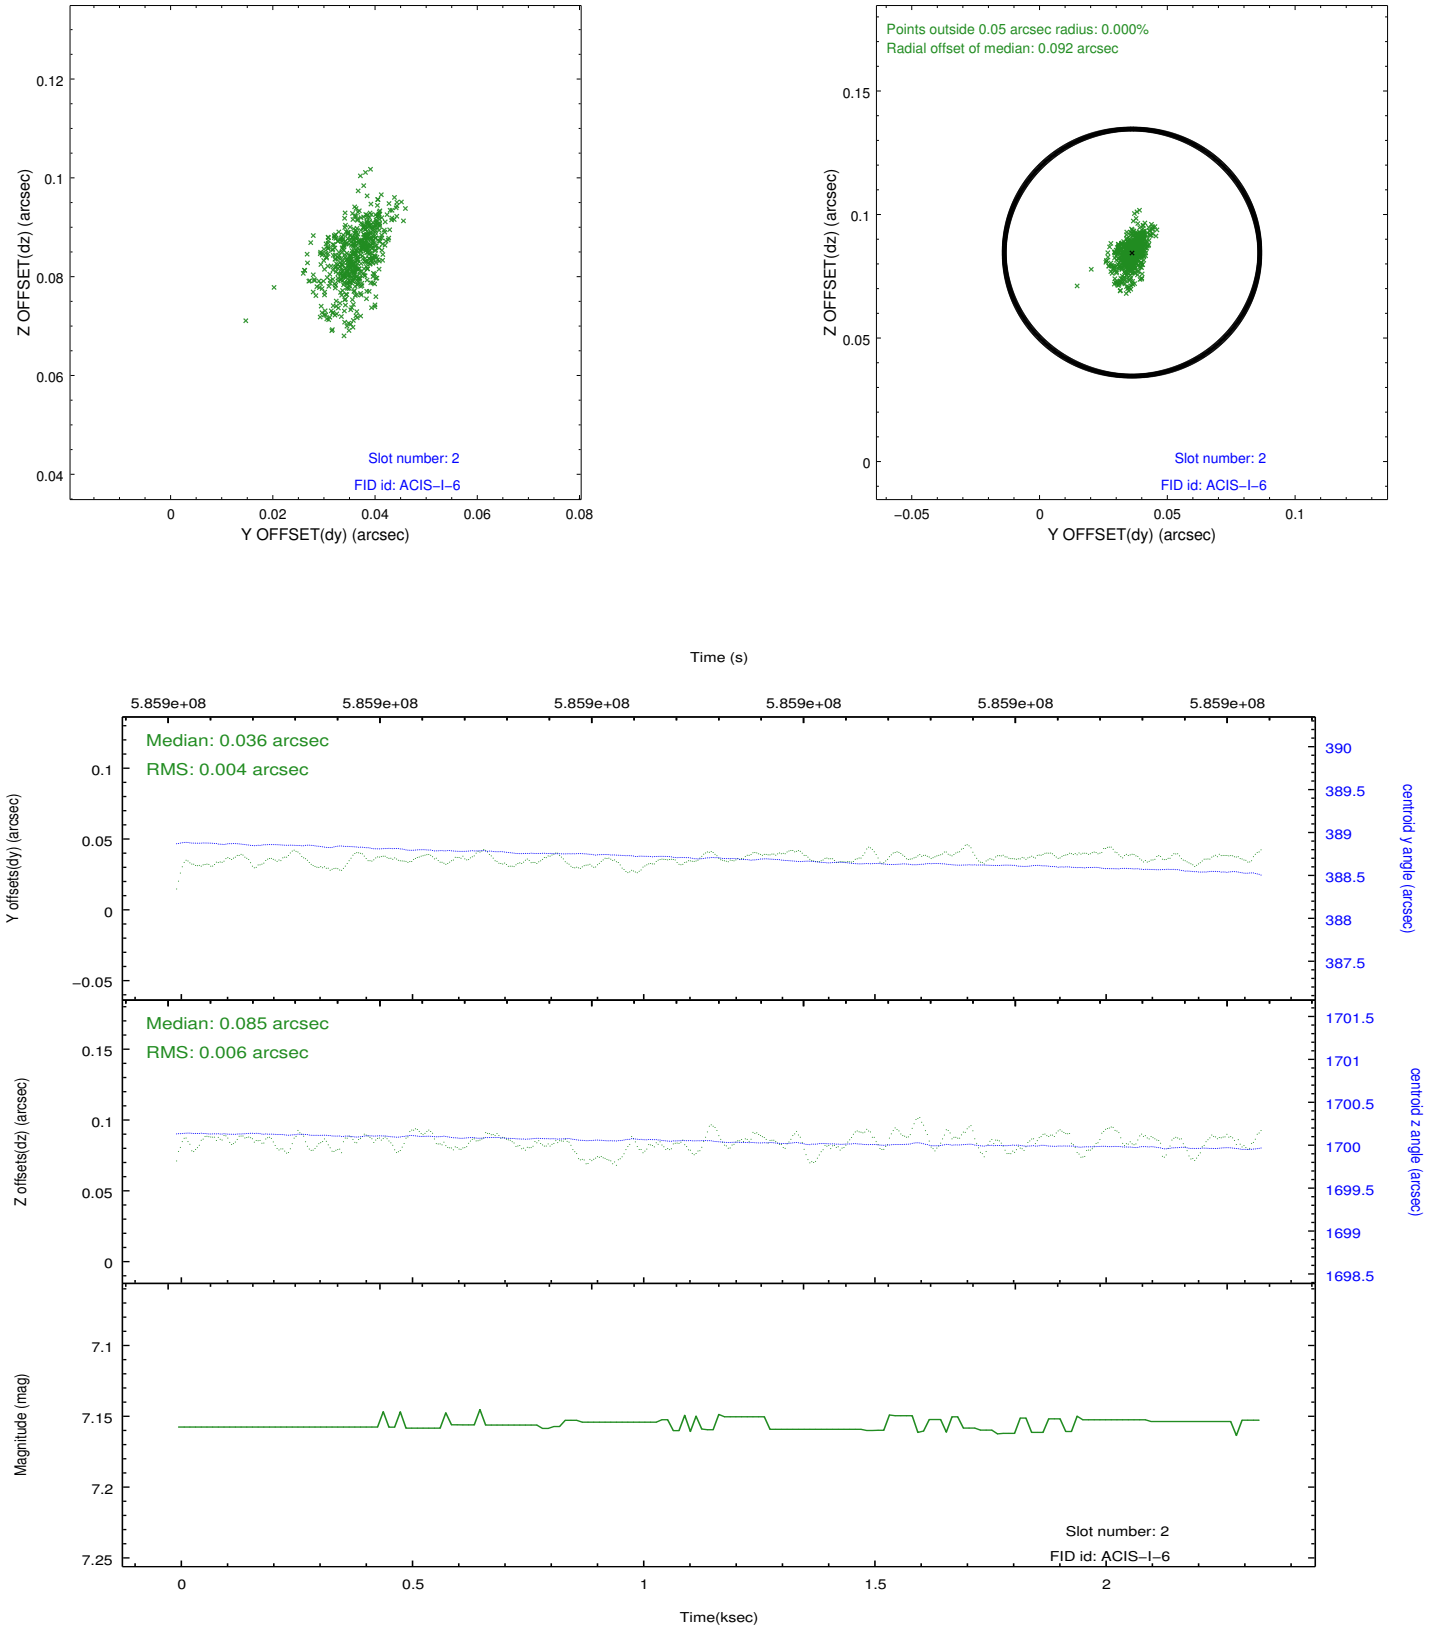 0.12
0.1
0.08
0.06
0.04
Z OFFSET(dz) (arcsec)
Slot number: 2
FID id: ACIS−I−6
0 0.02 0.04 0.06 0.08
Y OFFSET(dy) (arcsec)
Points outside 0.05 arcsec radius: 0.000%
Radial offset of median: 0.092 arcsec
0.15
0.1
0.05
0
Z OFFSET(dz) (arcsec)
Slot number: 2
FID id: ACIS−I−6
−0.05 0 0.05 0.1
Y OFFSET(dy) (arcsec)
Time (s)
5.859e+08 5.859e+08 5.859e+08 5.859e+08 5.859e+08 5.859e+08
Median: 0.036 arcsec
RMS: 0.004 arcsec
0.1
0.05
0
−0.05
Y offsets(dy) (arcsec)
390
389.5
389
388.5
388
387.5
centroid y angle (arcsec)
Median: 0.085 arcsec
RMS: 0.006 arcsec
0.15
0.1
0.05
0
Z offsets(dz) (arcsec)
1701.5
1701
1700.5
1700
1699.5
1699
1698.5
centroid z angle (arcsec)
7.1
7.15
7.2
7.25
Magnitude (mag)
Slot number: 2
FID id: ACIS−I−6
0 0.5 1 1.5 2
Time(ksec)